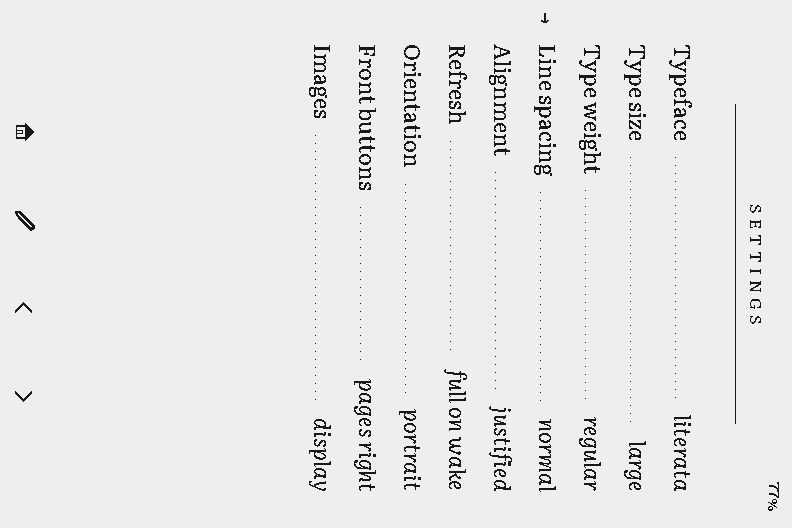 77%
SETTINGS
Typeface literata
Type size large
Type weight regular
→ Line spacing normal
Alignment justified
Refresh full on wake
Orientation portrait
Front buttons pages right
Images display